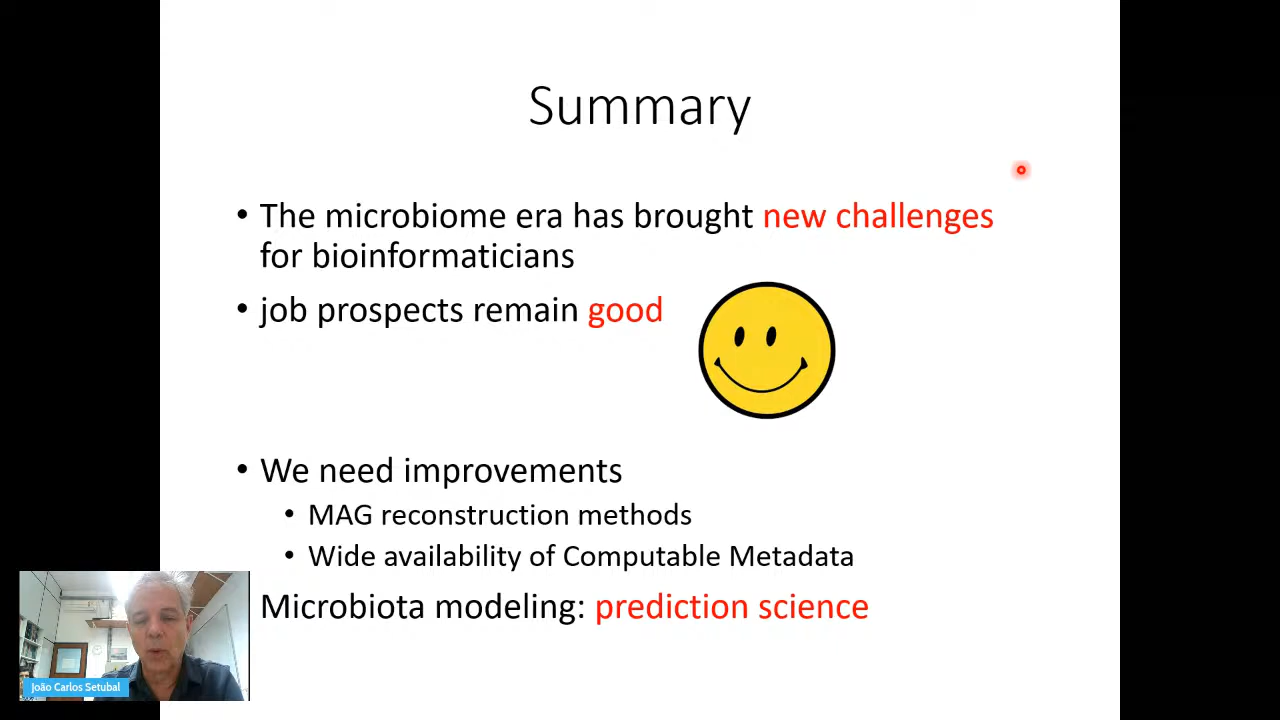 Summary
• The microbiome era has brought new challenges
for bioinformaticians
• job prospects remain good
• We need improvements
• MAG reconstruction methods
• Wide availability of Computable Metadata
Microbiota modeling: prediction science
João Carlos Setubal